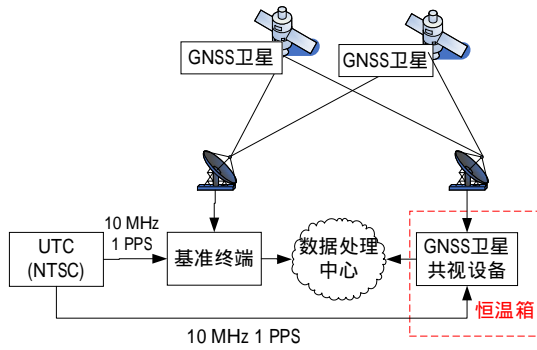 GNSS卫星
GNSS卫星
10 MHz
1 PPS
UTC
(NTSC)
基准终端
数据处理
中心
GNSS卫星
共视设备
恒温箱
10 MHz 1 PPS